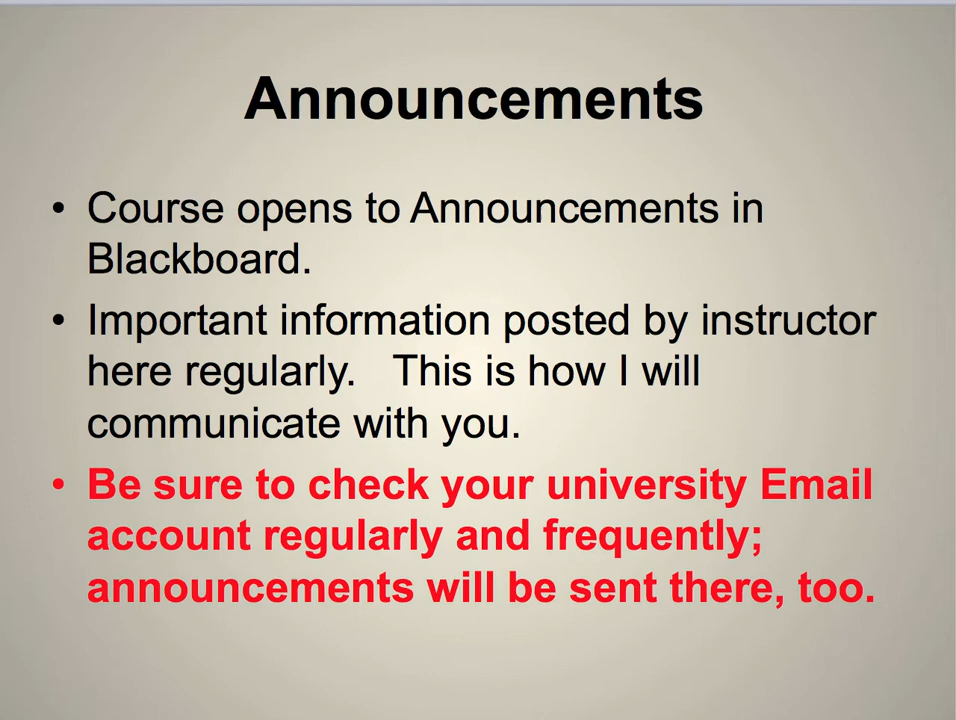 Announcements
• Course opens to Announcements in
Blackboard.
• Important information posted by instructor
here regularly.   This is how I will
communicate with you.
• Be sure to check your university Email
account regularly and frequently;
announcements will be sent there, too.